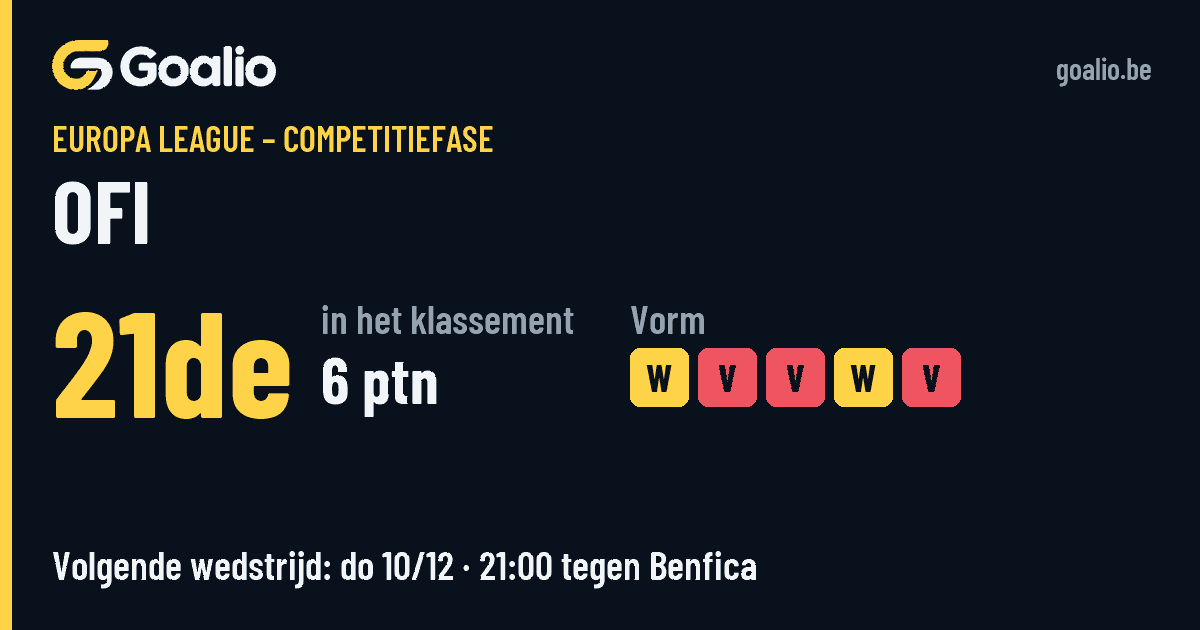 Goalio
goalio.be
EUROPA LEAGUE – COMPETITIEFASE
OFI
21de
in het klassement
6 ptn
Vorm
W V V W V
Volgende wedstrijd: do 10/12 · 21:00 tegen Benfica